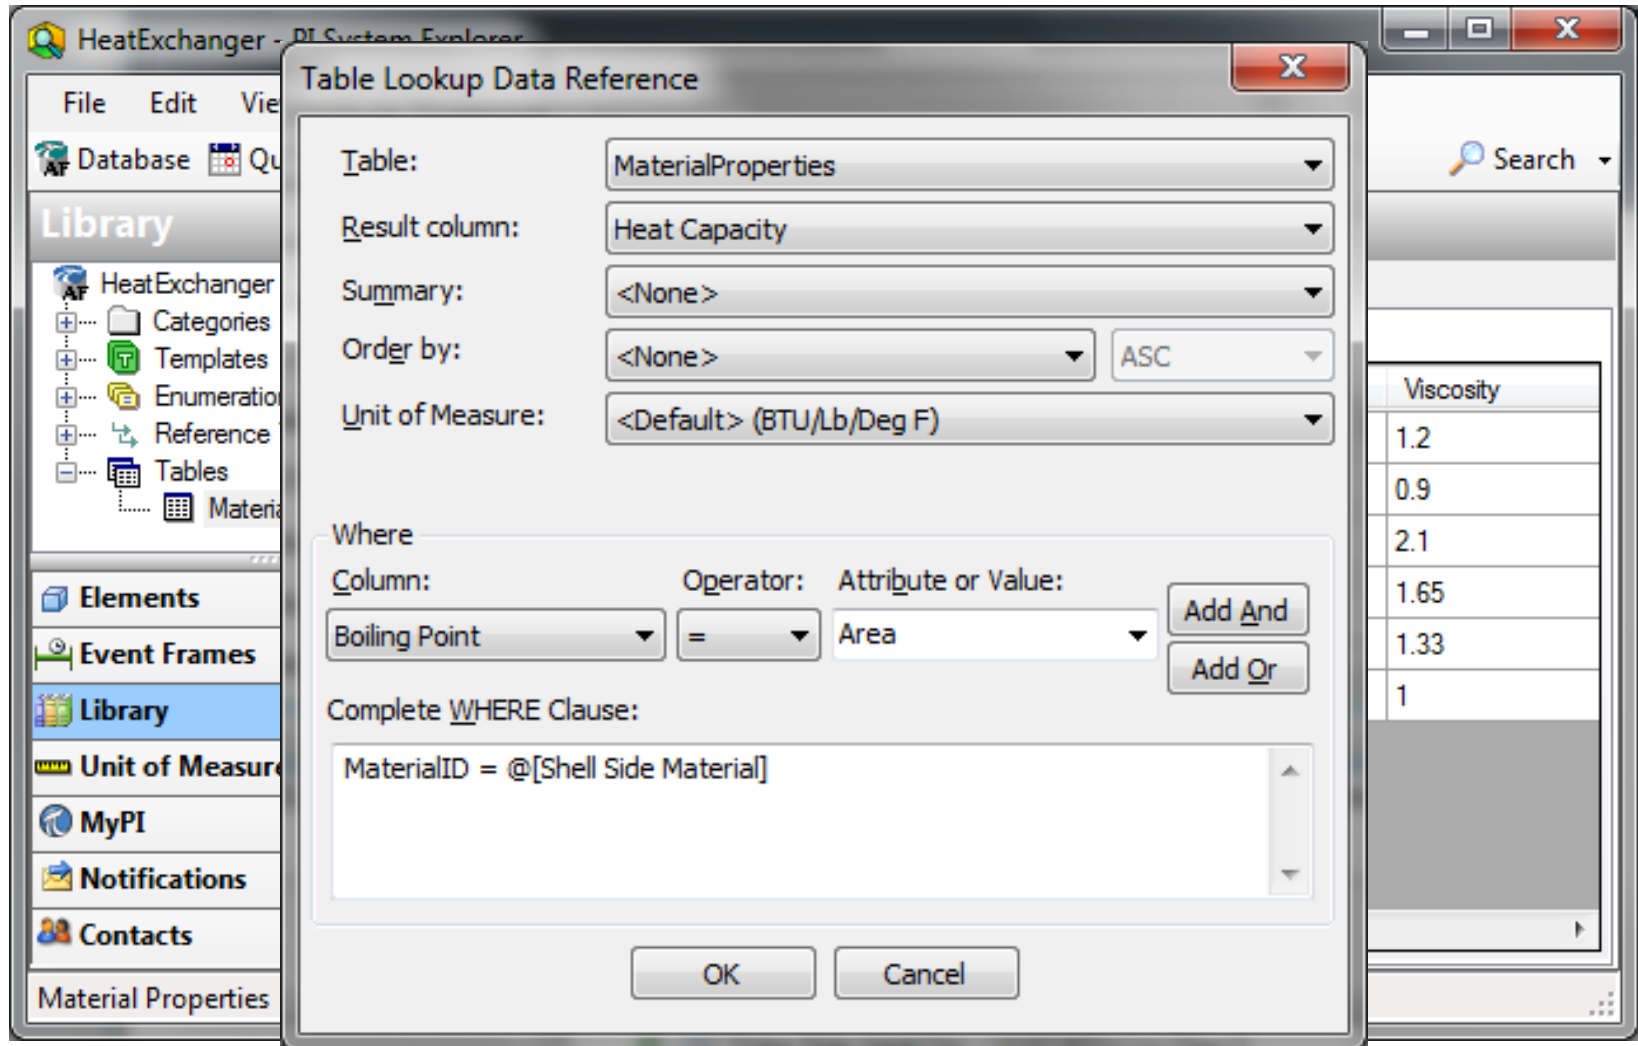 HeatExchanger - PI System Explorer
Table Lookup Data Reference
File Edit
Database
Search
Library
HeatExchanger
Categories
Templates
Reference
Tables
Elements
Event Frames
Library
Unit of Measure
MyPI
Notifications
Contacts
Material Properties
Table: MaterialProperties
Result column: Heat Capacity
Summary: <None>
Order by: <None> ASC
Unit of Measure: <Default> (BTU/Lb/Deg F)
Where
Column: Operator: Attribute or Value:
Boiling Point = Area
Add And
Add Or
Complete WHERE Clause:
MaterialID = @[Shell Side Material]
OK Cancel
Viscosity
1.2
0.9
2.1
1.65
1.33
1